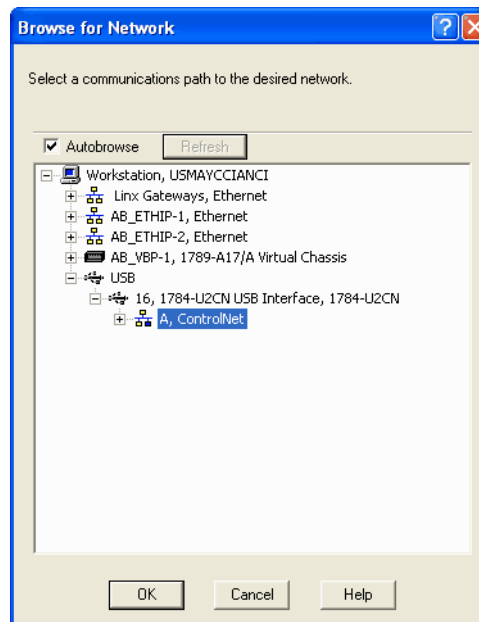 Browse for Network
Select a communications path to the desired network.
Autobrowse Refresh
Workstation, USMAYCCIANCI
Linx Gateways, Ethernet
AB_ETHIP-1, Ethernet
AB_ETHIP-2, Ethernet
AB_VBP-1, 1789-A17/A Virtual Chassis
USB
16, 1784-U2CN USB Interface, 1784-U2CN
A, ControlNet
OK Cancel Help